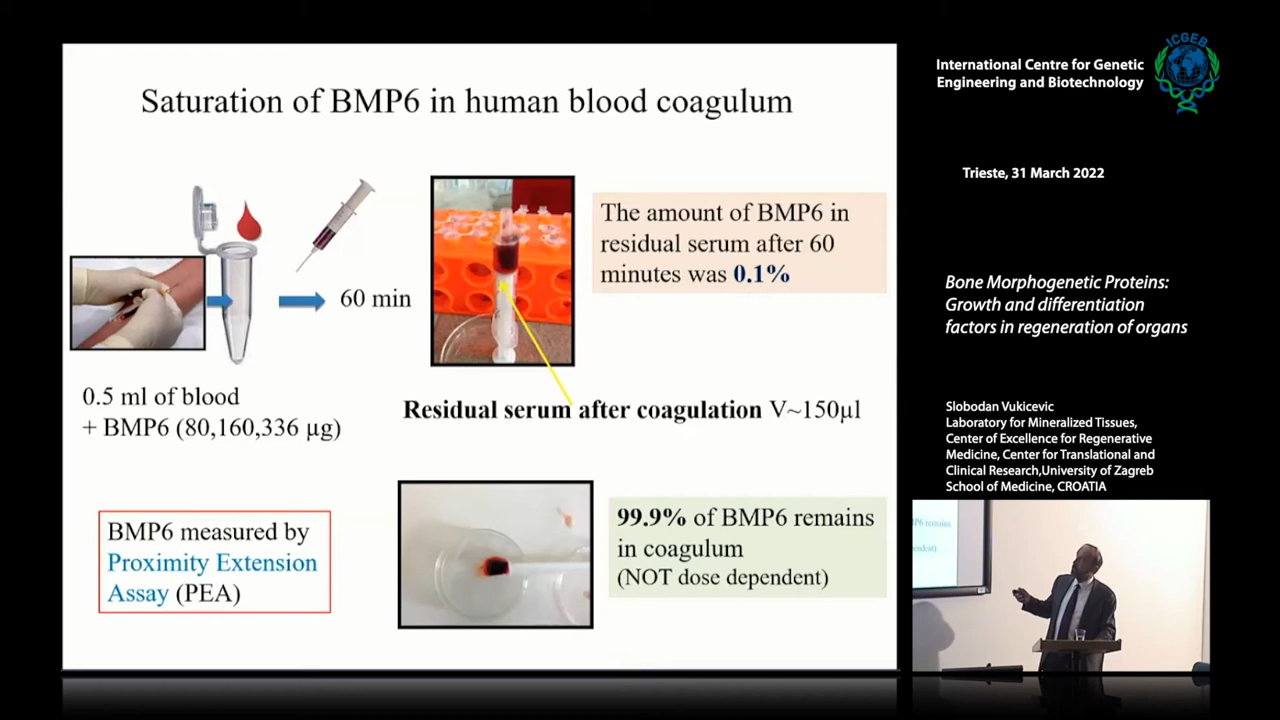 Saturation of BMP6 in human blood coagulum
60 min
The amount of BMP6 in
residual serum after 60
minutes was 0.1%
0.5 ml of blood
+ BMP6 (80,160,336 µg)
Residual serum after coagulation V~150µl
BMP6 measured by
Proximity Extension
Assay (PEA)
99.9% of BMP6 remains
in coagulum
(NOT dose dependent)
International Centre for Genetic
Engineering and Biotechnology
ICGEB
Trieste, 31 March 2022
Bone Morphogenetic Proteins:
Growth and differentiation
factors in regeneration of organs
Slobodan Vukicevic
Laboratory for Mineralized Tissues,
Center of Excellence for Regenerative
Medicine, Center for Translational and
Clinical Research,University of Zagreb
School of Medicine, CROATIA
remains
endent)